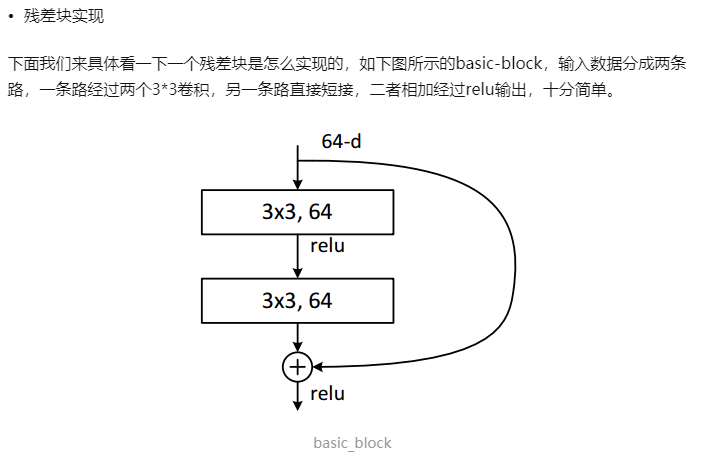 • 残差块实现
下面我们来具体看一下一个残差块是怎么实现的，如下图所示的basic-block，输入数据分成两条
路，一条路经过两个3*3卷积，另一条路直接短接，二者相加经过relu输出，十分简单。
64-d
3x3, 64
relu
3x3, 64
+
relu
basic_block